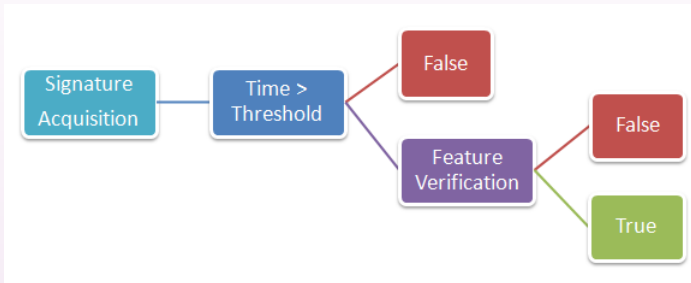 Signature
Acquisition
Time >
Threshold
False
Feature
Verification
False
True